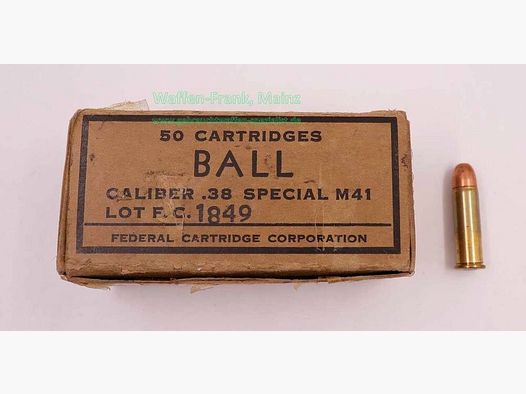 Waffen-Frank, Mainz
50 CARTRIDGES
BALL
CALIBER .38 SPECIAL M41
LOT F.C. 1849
FEDERAL CARTRIDGE CORPORATION